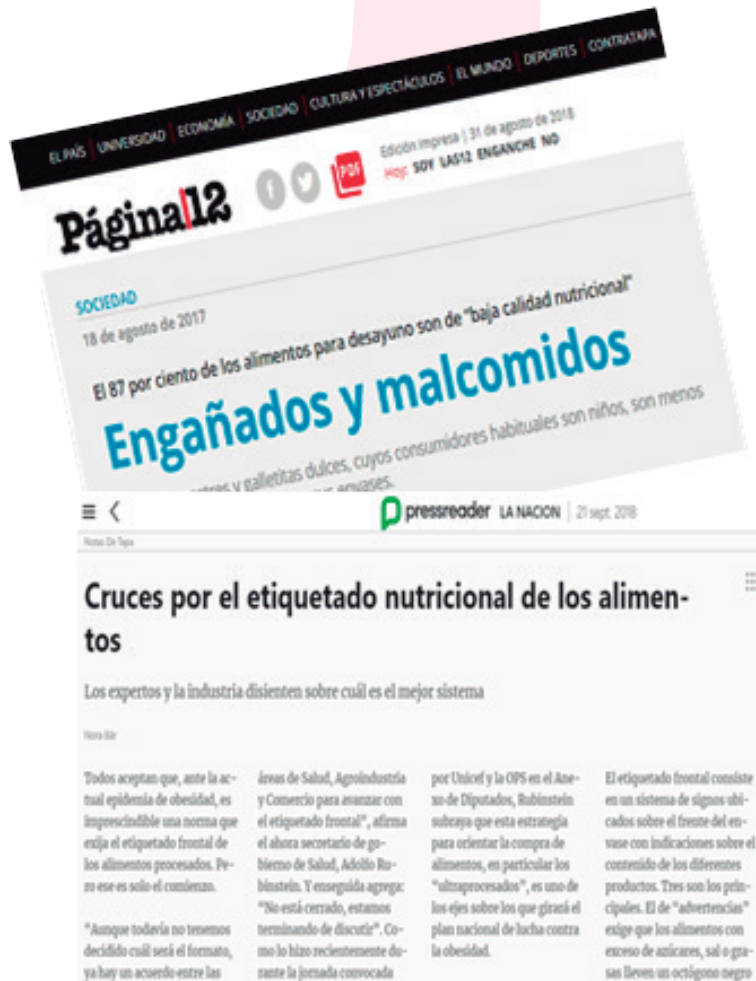 EL PAÍS | UNIVERSIDAD | ECONOMÍA | SOCIEDAD | CULTURA Y ESPECTÁCULOS | EL MUNDO | DEPORTES | CONTRATAPA
Página12
PDF
Edición impresa | 31 de agosto de 2018
Hoy: SOY LAS12 ENGANCHE NO
SOCIEDAD
18 de agosto de 2017
El 87 por ciento de los alimentos para desayuno son de "baja calidad nutricional"
Engañados y malcomidos
y galletitas dulces, cuyos consumidores habituales son niños, son menos
envases.
pressreader LA NACION | 21 sept. 2018
Notas De Tapa
Cruces por el etiquetado nutricional de los alimen-
tos
Los expertos y la industria disienten sobre cuál es el mejor sistema
Nora Bär
Todos aceptan que, ante la ac-
tual epidemia de obesidad, es
imprescindible una norma que
exija el etiquetado frontal de
los alimentos procesados. Pe-
ro ese es solo el comienzo.
"Aunque todavía no tenemos
decidido cuál será el formato,
ya hay un acuerdo entre las
áreas de Salud, Agroindustria
y Comercio para avanzar con
el etiquetado frontal", afirma
el ahora secretario de go-
bierno de Salud, Adolfo Ru-
binstein. Y enseguida agrega:
"No está cerrado, estamos
terminando de discutir". Co-
mo lo hizo recientemente du-
rante la jornada convocada
por Unicef y la OPS en el Ane-
xo de Diputados, Rubinstein
subraya que esta estrategia
para orientar la compra de
alimentos, en particular los
"ultraprocesados", es uno de
los ejes sobre los que girará el
plan nacional de lucha contra
la obesidad.
El etiquetado frontal consiste
en un sistema de signos ubi-
cados sobre el frente del en-
vase con indicaciones sobre el
contenido de los diferentes
productos. Tres son los prin-
cipales. El de "advertencias"
exige que los alimentos con
exceso de azúcares, sal o gra-
sas lleven un octógono negro